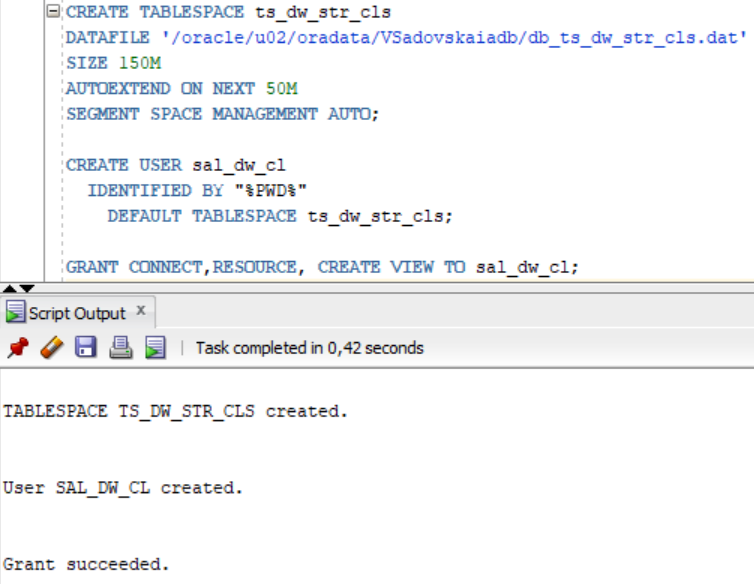 CREATE TABLESPACE ts_dw_str_cls
DATAFILE '/oracle/u02/oradata/VSadovskaiadb/db_ts_dw_str_cls.dat'
SIZE 150M
AUTOEXTEND ON NEXT 50M
SEGMENT SPACE MANAGEMENT AUTO;
CREATE USER sal_dw_cl
IDENTIFIED BY "%PWD%"
DEFAULT TABLESPACE ts_dw_str_cls;
GRANT CONNECT,RESOURCE, CREATE VIEW TO sal_dw_cl;
Script Output x
Task completed in 0,42 seconds
TABLESPACE TS_DW_STR_CLS created.
User SAL_DW_CL created.
Grant succeeded.